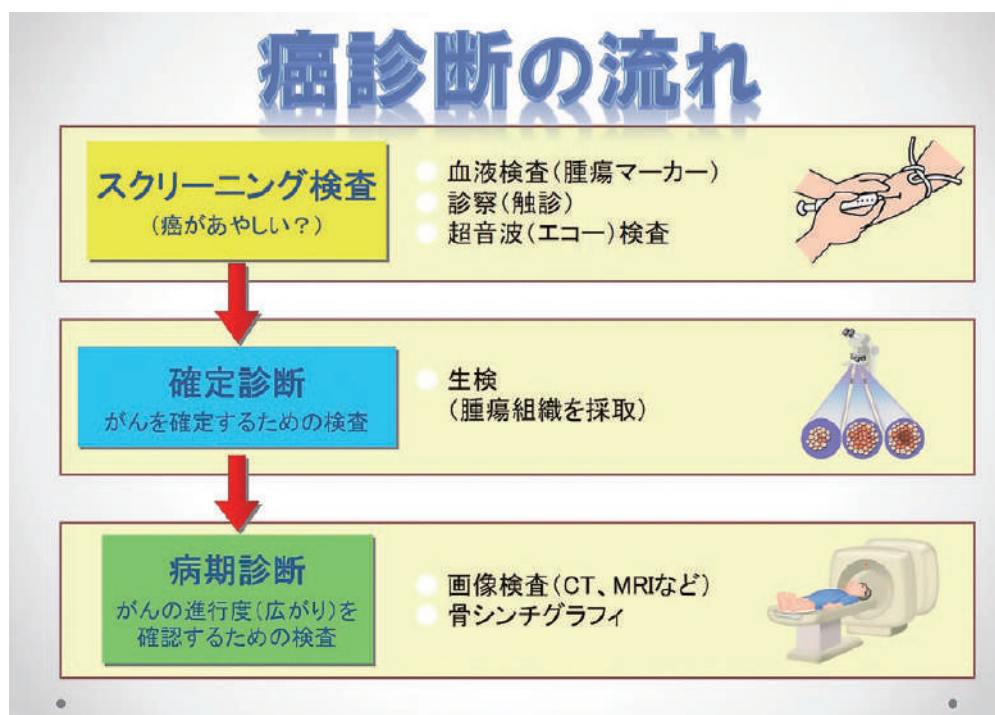 癌診断の流れ
スクリーニング検査
(癌があやしい？)
血液検査(腫瘍マーカー)
診察(触診)
超音波(エコー)検査
確定診断
がんを確定するための検査
生検
(腫瘍組織を採取)
病期診断
がんの進行度(広がり)を
確認するための検査
画像検査(CT、MRIなど)
骨シンチグラフィ